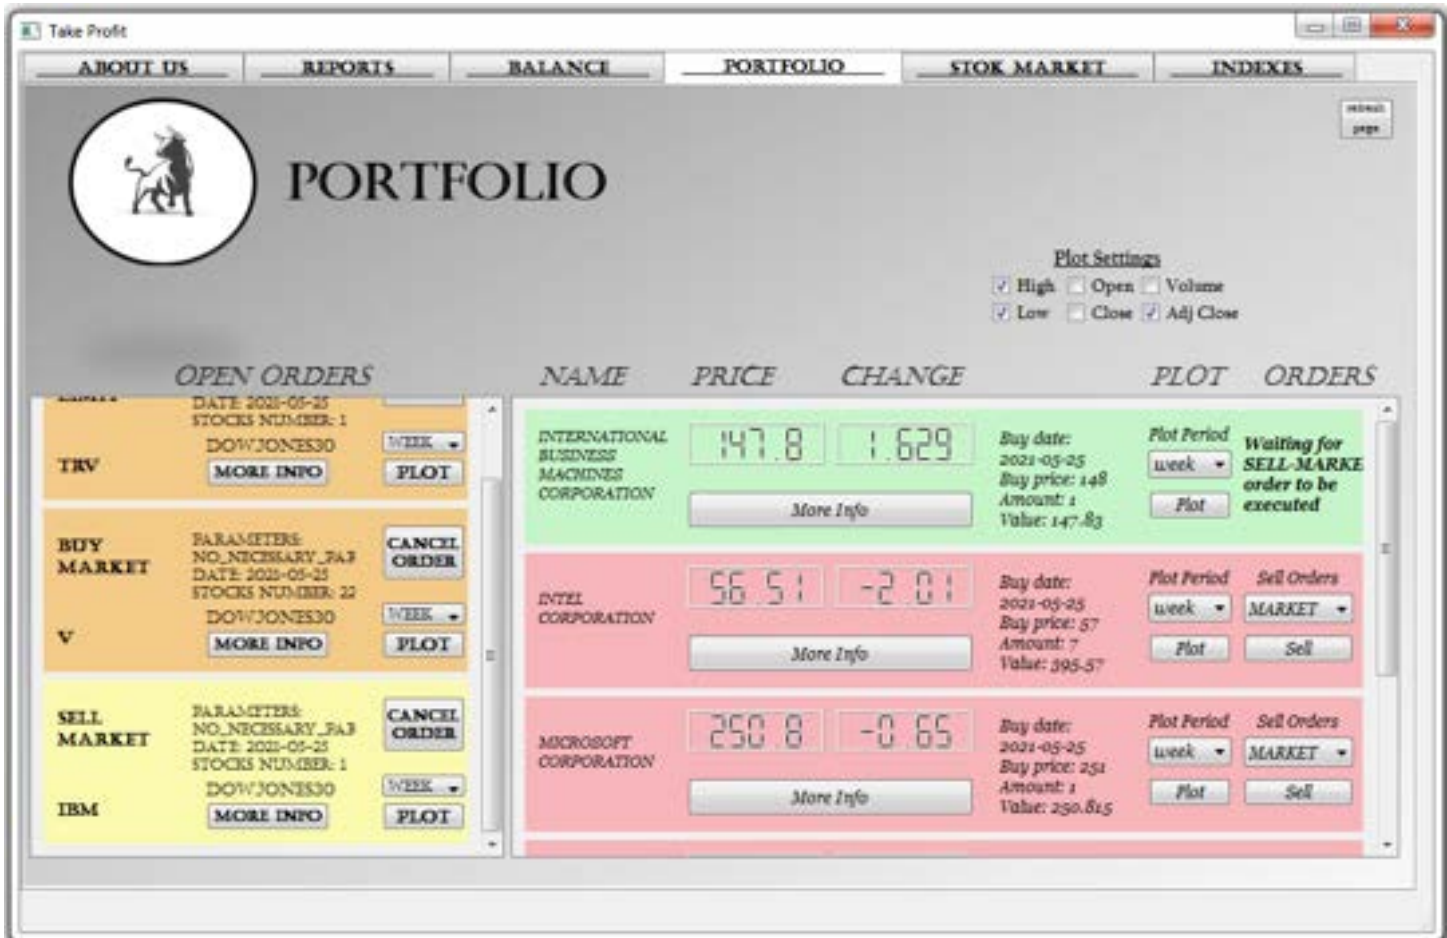 Take Profit
ABOUT US REPORTS BALANCE PORTFOLIO STOK MARKET INDEXES
refresh
page
PORTFOLIO
Plot Settings
High Open Volume
Low Close Adj Close
OPEN ORDERS
NAME PRICE CHANGE PLOT ORDERS
LIMIT
DATE: 2021-05-25
STOCKS NUMBER: 1
DOWJONES30 WEEK
TRV MORE INFO PLOT
BUY
MARKET
PARAMETERS:
NO_NECESSARY_PAR
DATE: 2021-05-25
STOCKS NUMBER: 22
CANCEL
ORDER
DOWJONES30 WEEK
V MORE INFO PLOT
SELL
MARKET
PARAMETERS:
NO_NECESSARY_PAR
DATE: 2021-05-25
STOCKS NUMBER: 1
CANCEL
ORDER
DOWJONES30 WEEK
IBM MORE INFO PLOT
INTERNATIONAL
BUSINESS
MACHINES
CORPORATION
147.8 1.629
More Info
Buy date:
2021-05-25
Buy price: 148
Amount: 1
Value: 147.83
Plot Period
week
Plot
Waiting for
SELL-MARKE
order to be
executed
INTEL
CORPORATION
56.51 -2.01
More Info
Buy date:
2021-05-25
Buy price: 57
Amount: 7
Value: 395.57
Plot Period
week
Plot
Sell Orders
MARKET
Sell
MICROSOFT
CORPORATION
250.8 -0.65
More Info
Buy date:
2021-05-25
Buy price: 251
Amount: 1
Value: 250.815
Plot Period
week
Plot
Sell Orders
MARKET
Sell